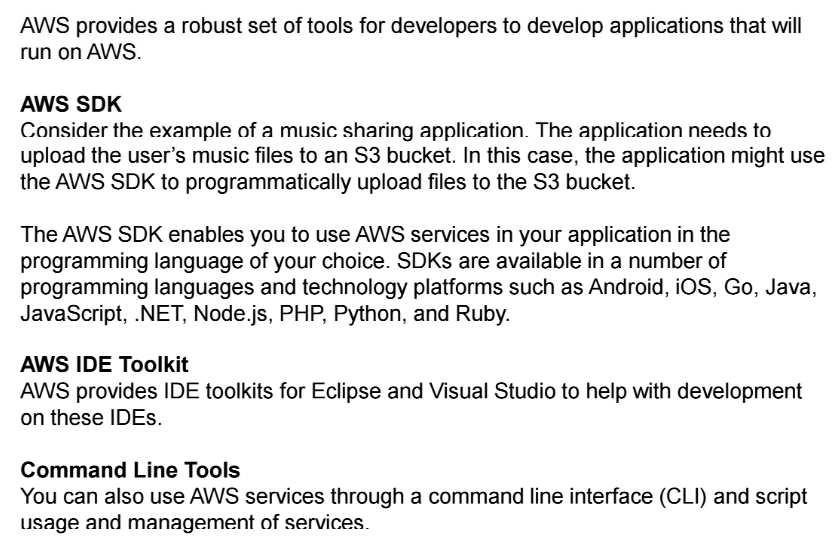 AWS provides a robust set of tools for developers to develop applications that will
run on AWS.
AWS SDK
Consider the example of a music sharing application. The application needs to
upload the user’s music files to an S3 bucket. In this case, the application might use
the AWS SDK to programmatically upload files to the S3 bucket.
The AWS SDK enables you to use AWS services in your application in the
programming language of your choice. SDKs are available in a number of
programming languages and technology platforms such as Android, iOS, Go, Java,
JavaScript, .NET, Node.js, PHP, Python, and Ruby.
AWS IDE Toolkit
AWS provides IDE toolkits for Eclipse and Visual Studio to help with development
on these IDEs.
Command Line Tools
You can also use AWS services through a command line interface (CLI) and script
usage and management of services.